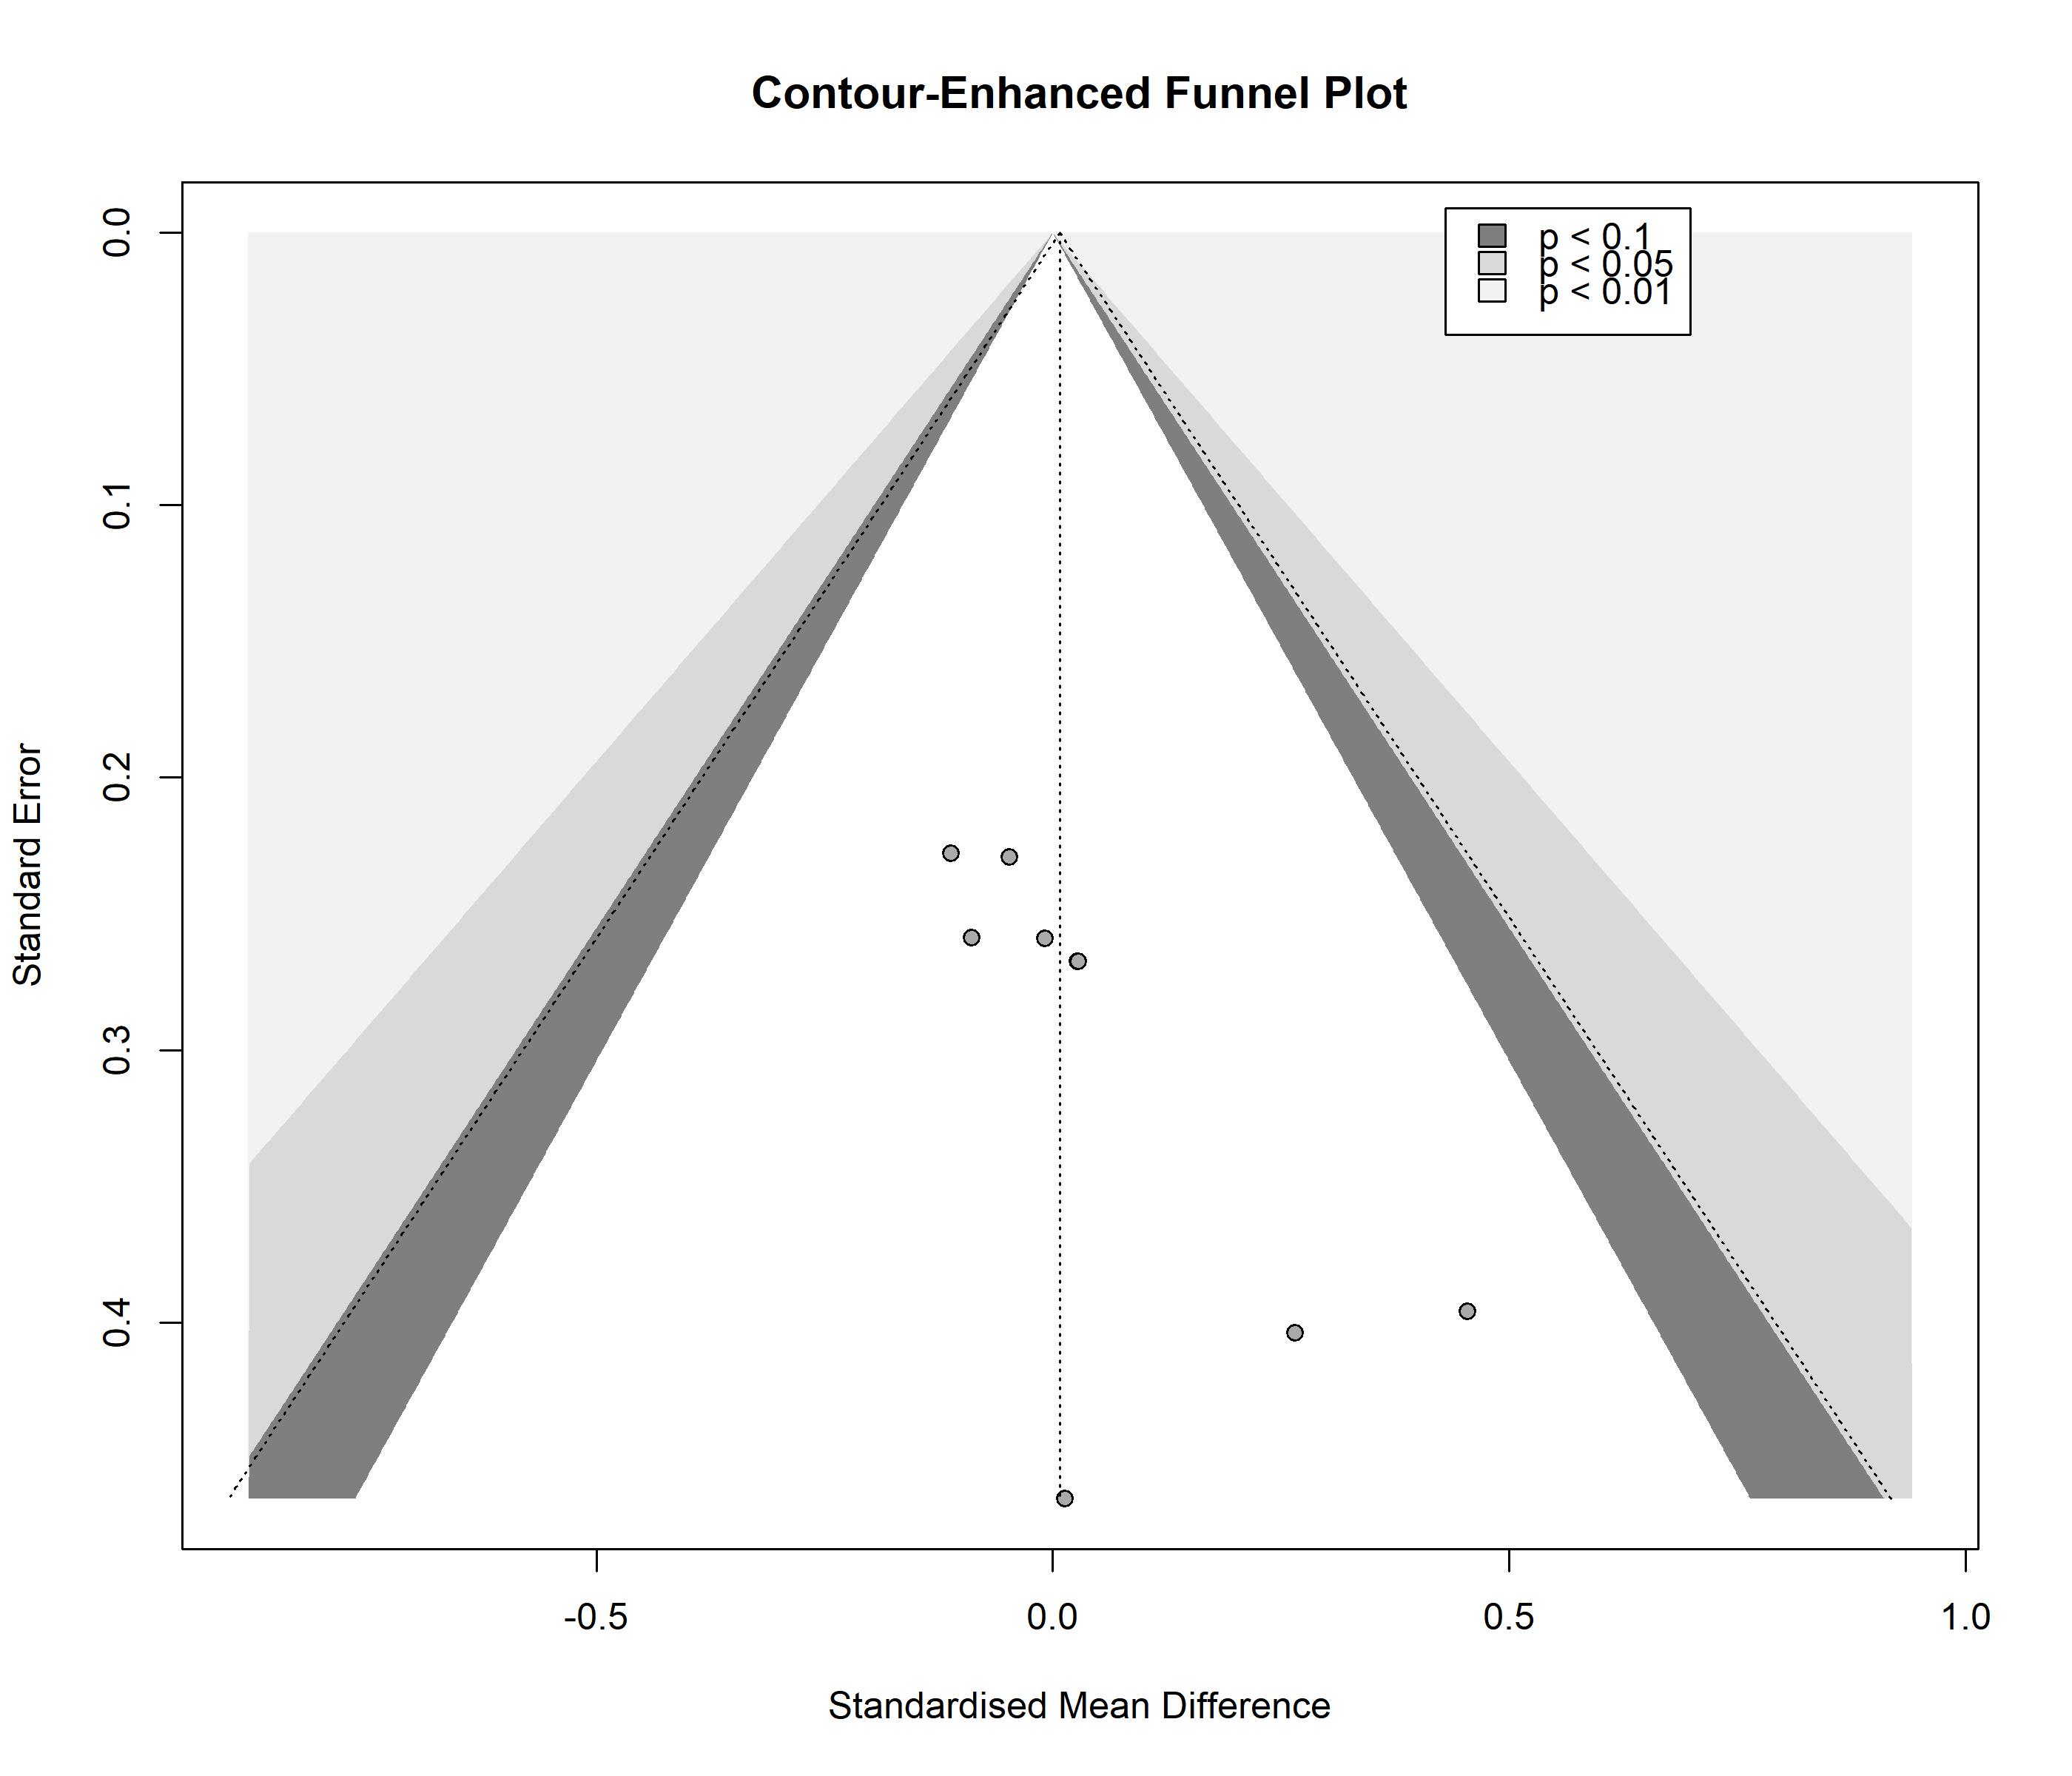 Contour-Enhanced Funnel Plot
p < 0.1
p < 0.05
p < 0.01
0.0
0.1
0.2
0.3
0.4
Standard Error
-0.5
0.0
0.5
1.0
Standardised Mean Difference